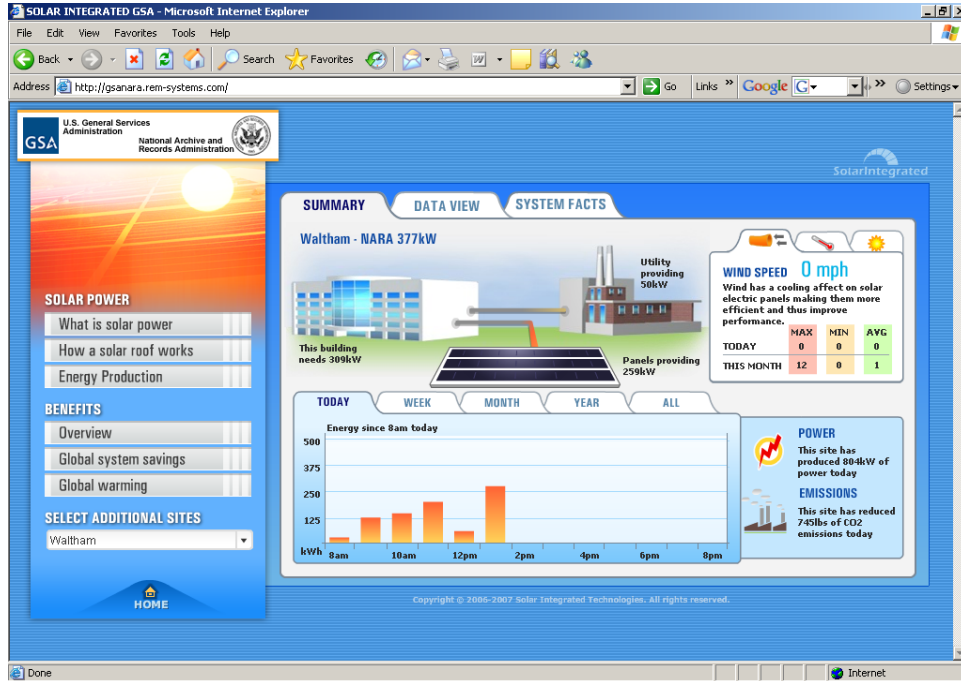 SOLAR INTEGRATED GSA - Microsoft Internet Explorer
File Edit View Favorites Tools Help
Back Search Favorites
Address http://gsanara.rem-systems.com/ Go Links » Google G » Settings
GSA
U.S. General Services
Administration
National Archive and
Records Administration
SolarIntegrated
SUMMARY DATA VIEW SYSTEM FACTS
Waltham - NARA 377kW
Utility
providing
50kW
This building
needs 309kW
Panels providing
259kW
WIND SPEED 0 mph
Wind has a cooling affect on solar
electric panels making them more
efficient and thus improve
performance.
MAX MIN AVG
TODAY 0 0 0
THIS MONTH 12 0 1
SOLAR POWER
What is solar power
How a solar roof works
Energy Production
BENEFITS
Overview
Global system savings
Global warming
SELECT ADDITIONAL SITES
Waltham
HOME
TODAY WEEK MONTH YEAR ALL
Energy since 8am today
500
375
250
125
kWh 8am 10am 12pm 2pm 4pm 6pm 8pm
POWER
This site has
produced 804kW of
power today
EMISSIONS
This site has reduced
745lbs of CO2
emissions today
Copyright © 2006-2007 Solar Integrated Technologies. All rights reserved.
Done Internet